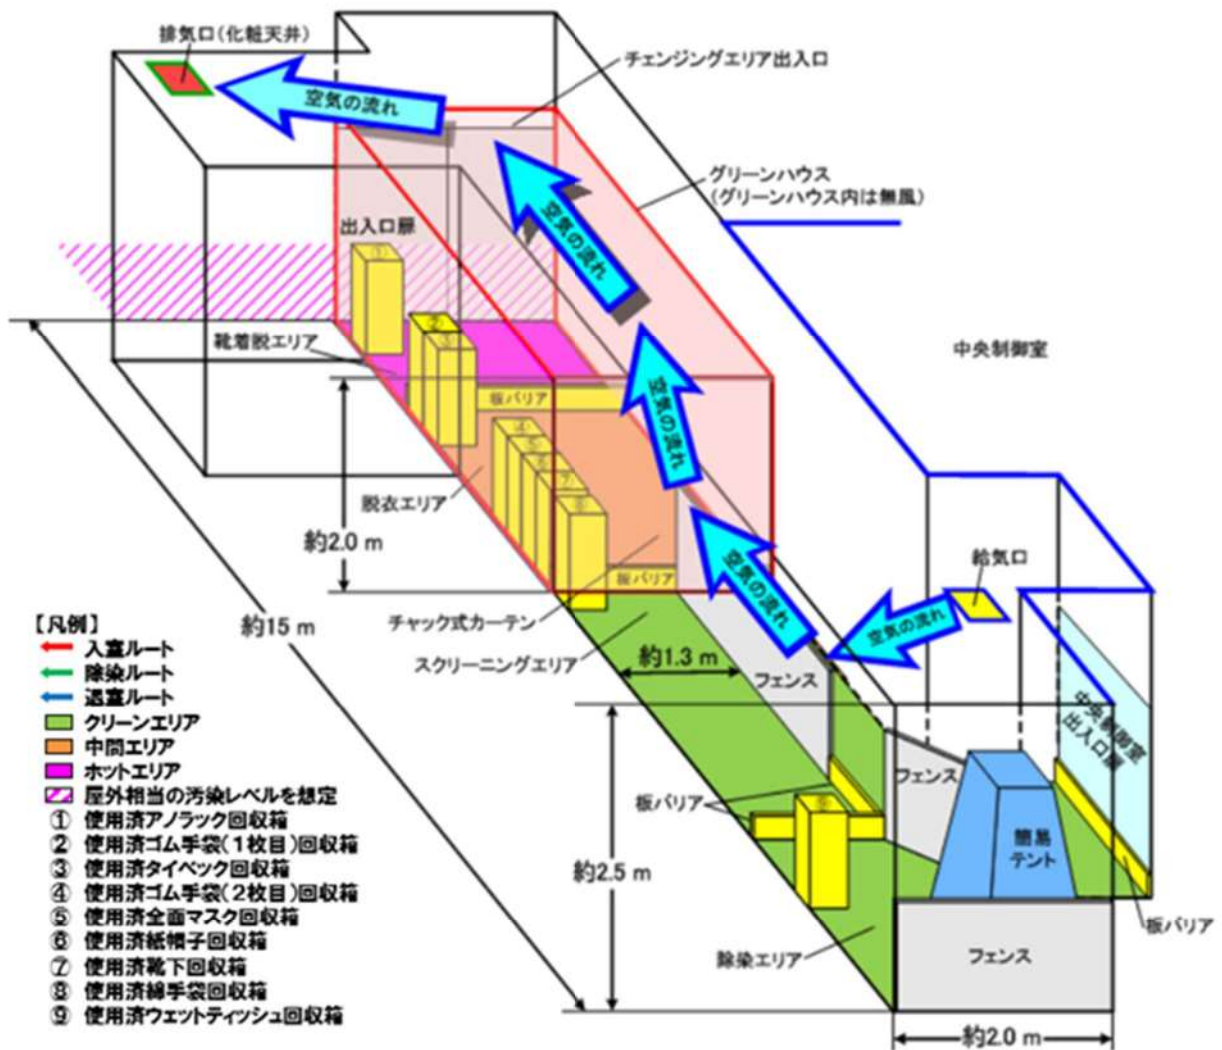 排気口(化粧天井)
チェンジングエリア出入口
空気の流れ
グリーンハウス
(グリーンハウス内は無風)
空気の流れ
出入口扉
①
靴着脱エリア
②
③
中央制御室
空気の流れ
板バリア
④
⑤
⑥
⑦
⑧
脱衣エリア
約2.0 m
空気の流れ
給気口
空気の流れ
板バリア
チャック式カーテン
スクリーニングエリア
約15 m
約1.3 m
フェンス
中央制御室
出入口扉
フェンス
板バリア
⑨
簡易
テント
約2.5 m
板バリア
除染エリア
フェンス
約2.0 m
【凡例】
入室ルート
除染ルート
退室ルート
クリーンエリア
中間エリア
ホットエリア
屋外相当の汚染レベルを想定
① 使用済アノラック回収箱
② 使用済ゴム手袋(1枚目)回収箱
③ 使用済タイベック回収箱
④ 使用済ゴム手袋(2枚目)回収箱
⑤ 使用済全面マスク回収箱
⑥ 使用済紙帽子回収箱
⑦ 使用済靴下回収箱
⑧ 使用済綿手袋回収箱
⑨ 使用済ウェットティッシュ回収箱